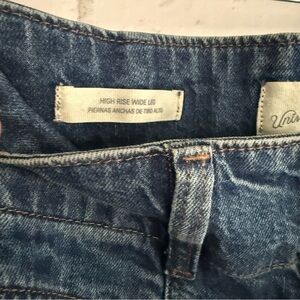 HIGH RISE WIDE LEG
PIERNAS ANCHAS DE TIRO ALTO